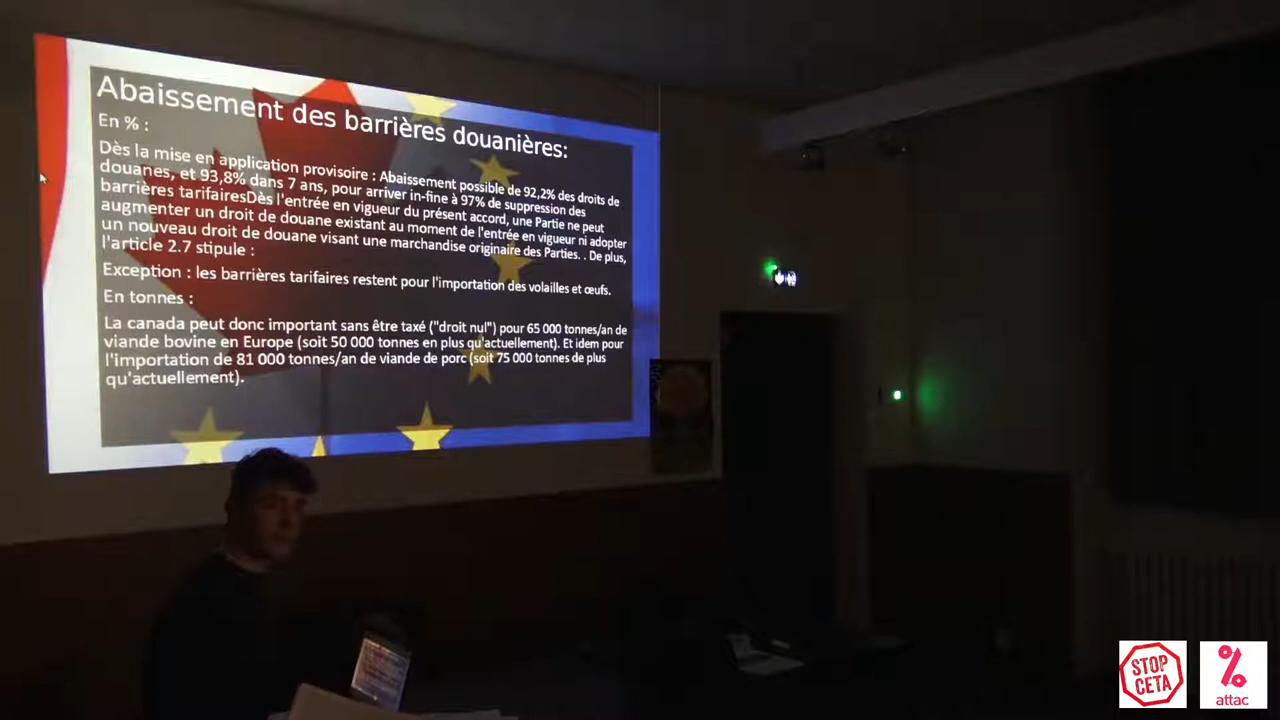 Abaissement des barrières douanières:
En % :
Dès la mise en application provisoire : Abaissement possible de 92,2% des droits de
douanes, et 93,8% dans 7 ans, pour arriver in-fine à 97% de suppression des
barrières tarifairesDès l'entrée en vigueur du présent accord, une Partie ne peut
augmenter un droit de douane existant au moment de l'entrée en vigueur ni adopter
un nouveau droit de douane visant une marchandise originaire des Parties. . De plus,
l'article 2.7 stipule :
Exception : les barrières tarifaires restent pour l'importation des volailles et œufs.
En tonnes :
La canada peut donc important sans être taxé ("droit nul") pour 65 000 tonnes/an de
viande bovine en Europe (soit 50 000 tonnes en plus qu'actuellement). Et idem pour
l'importation de 81 000 tonnes/an de viande de porc (soit 75 000 tonnes de plus
qu'actuellement).
STOP
CETA
%
attac